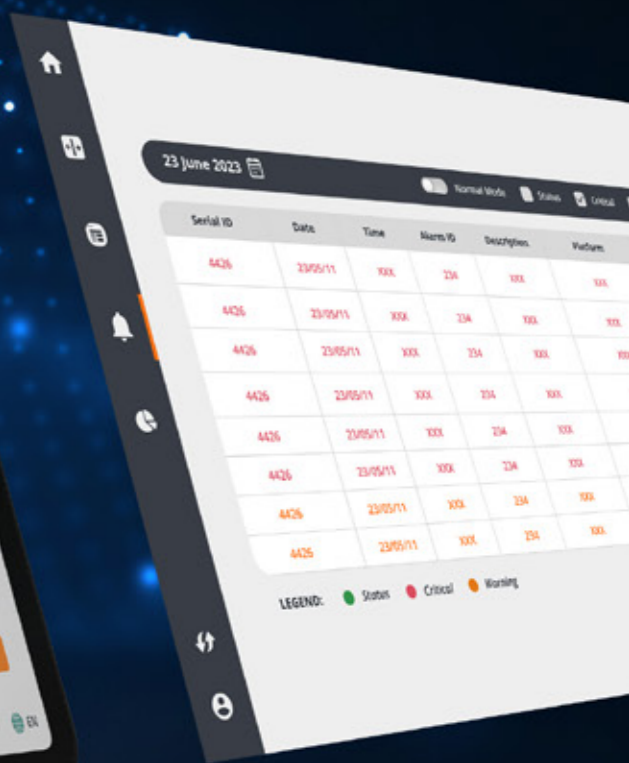 23 June 2023
Normal Mode Status Critical
Serial ID Date Time Alarm ID Description Platform
4426 23/05/11 XXX 234 XXX XXX
4426 23/05/11 XXX 234 XXX XXX
4426 23/05/11 XXX 234 XXX XXX
4426 23/05/11 XXX 234 XXX
4426 23/05/11 XXX 234 XXX
4426 23/05/11 XXX 234 XXX
4426 23/05/11 XXX 234 XXX
4426 23/05/11 XXX 234 XXX
LEGEND: Status Critical Warning
EN